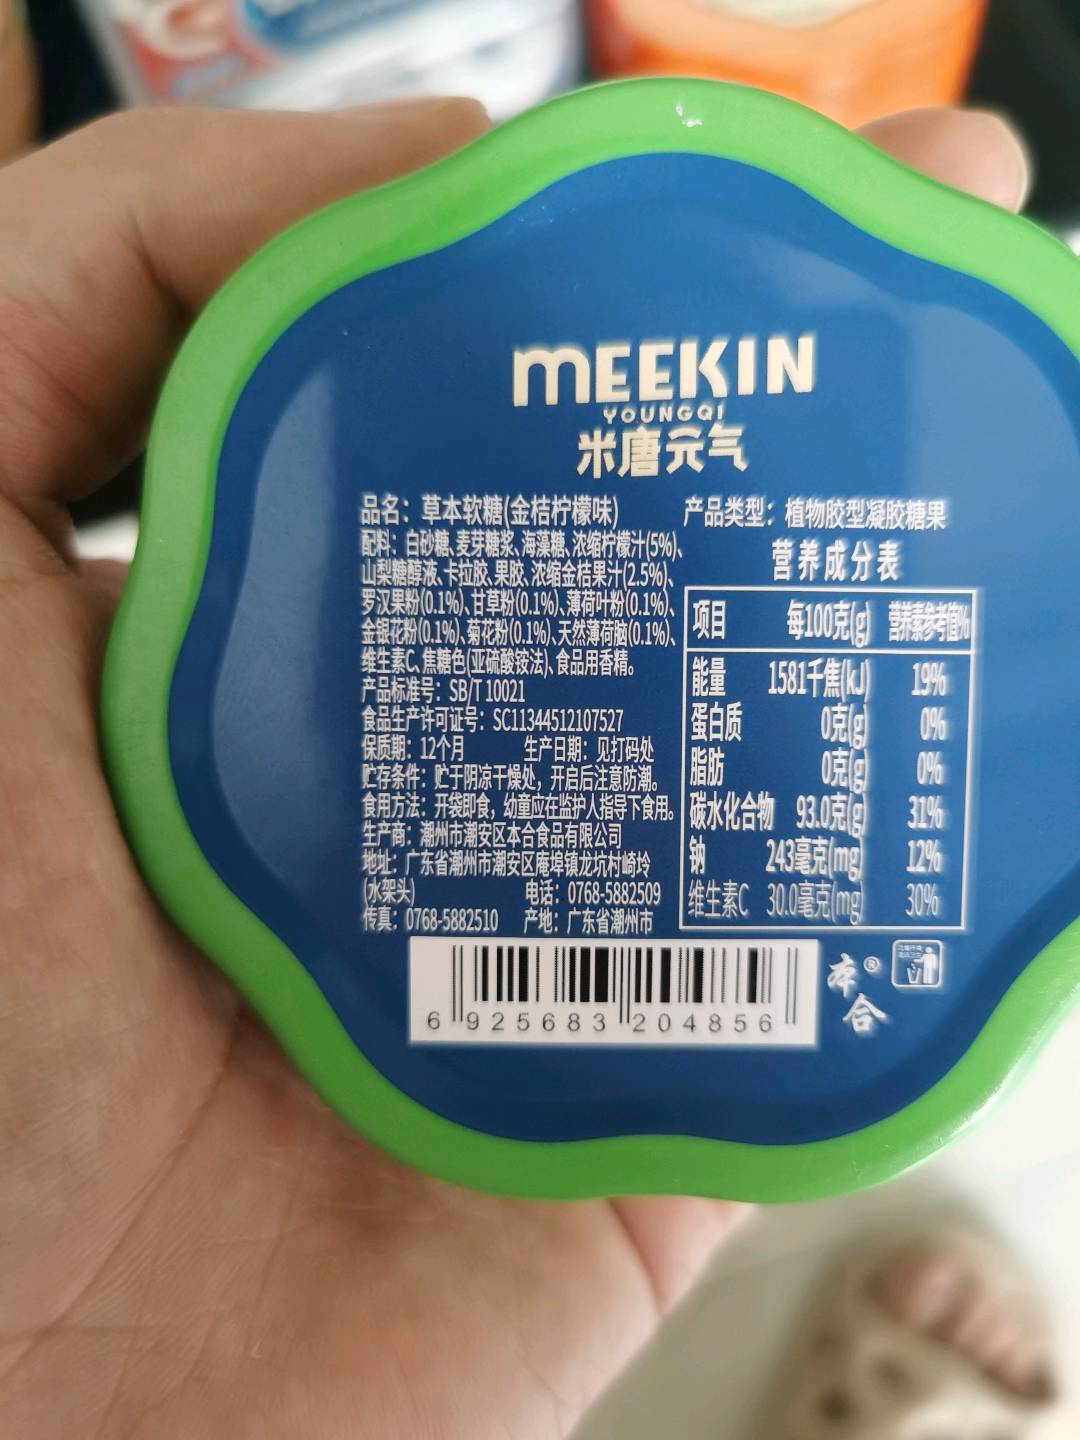 MEEKIN
YOUNGQI
米唐元气
品名：草本软糖(金桔柠檬味)
产品类型：植物胶型凝胶糖果
配料：白砂糖、麦芽糖浆、海藻糖、浓缩柠檬汁(5%)、
山梨糖醇液、卡拉胶、果胶、浓缩金桔果汁(2.5%)、
罗汉果粉(0.1%)、甘草粉(0.1%)、薄荷叶粉(0.1%)、
金银花粉(0.1%)、菊花粉(0.1%)、天然薄荷脑(0.1%)、
维生素C、焦糖色(亚硫酸铵法)、食品用香精。
产品标准号：SB/T 10021
食品生产许可证号：SC11344512107527
保质期：12个月 生产日期：见打码处
贮存条件：贮于阴凉干燥处，开启后注意防潮。
食用方法：开袋即食，幼童应在监护人指导下食用。
生产商：潮州市潮安区本合食品有限公司
地址：广东省潮州市潮安区庵埠镇龙坑村崎坽
(水架头) 电话：0768-5882509
传真：0768-5882510 产地：广东省潮州市
营养成分表
项目 每100克(g) 营养素参考值%
能量 1581千焦(kJ) 19%
蛋白质 0克(g) 0%
脂肪 0克(g) 0%
碳水化合物 93.0克(g) 31%
钠 243毫克(mg) 12%
维生素C 30.0毫克(mg) 30%
6 925683 204856
本合®